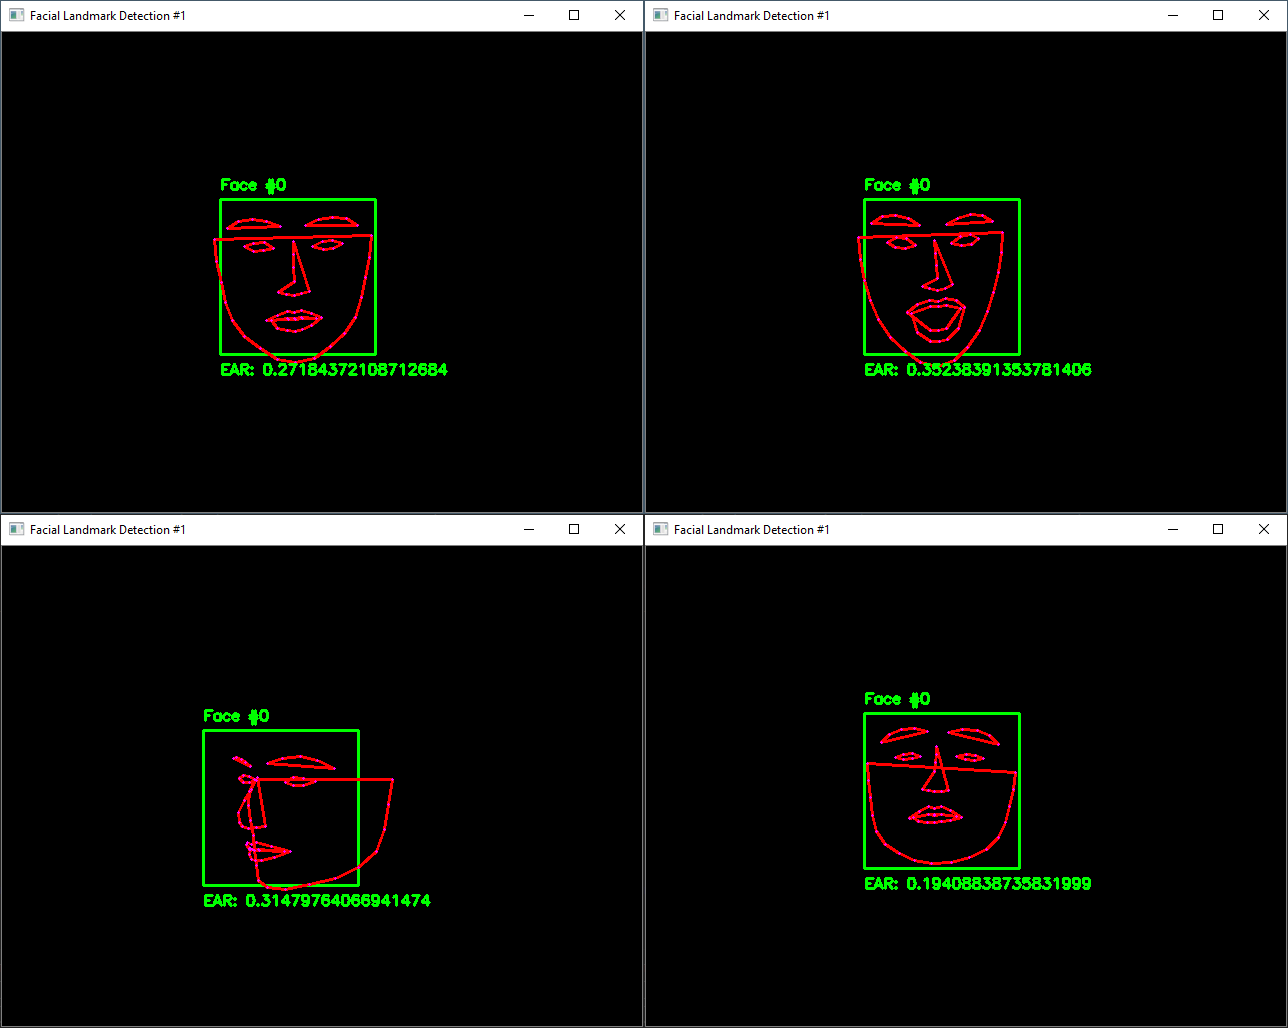 Facial Landmark Detection #1
Face #0
EAR: 0.27184372108712684
Facial Landmark Detection #1
Face #0
EAR: 0.35238391353781406
Facial Landmark Detection #1
Face #0
EAR: 0.31479764066941474
Facial Landmark Detection #1
Face #0
EAR: 0.19408838735831999